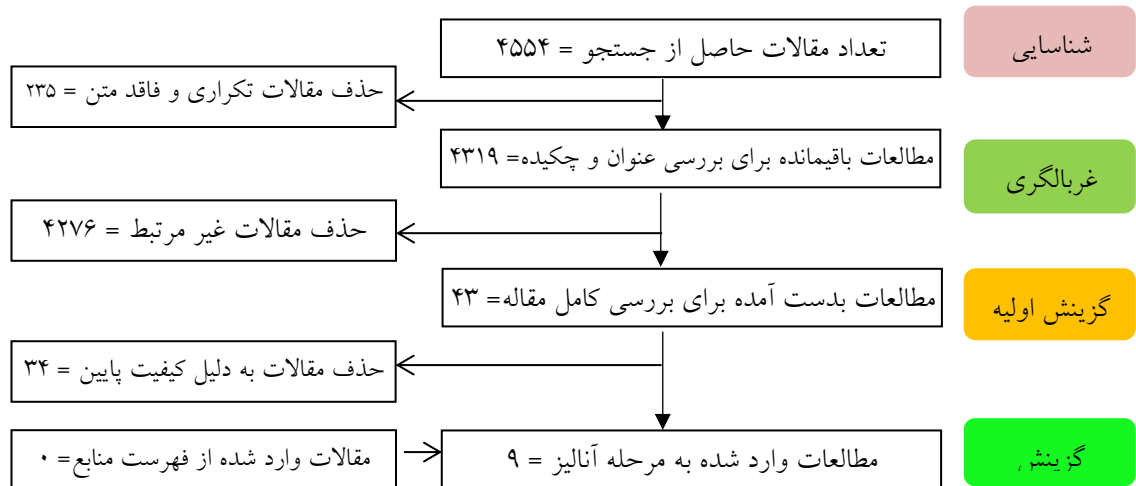 شناسایی
تعداد مقالات حاصل از جستجو = ۴۵۵۴
حذف مقالات تکراری و فاقد متن = ۲۳۵
غربالگری
مطالعات باقیمانده برای بررسی عنوان و چکیده= ۴۳۱۹
حذف مقالات غیر مرتبط = ۴۲۷۶
گزینش اولیه
مطالعات بدست آمده برای بررسی کامل مقاله= ۴۳
حذف مقالات به دلیل کیفیت پایین = ۳۴
گزینش
مطالعات وارد شده به مرحله آنالیز = ۹
مقالات وارد شده از فهرست منابع= ۰